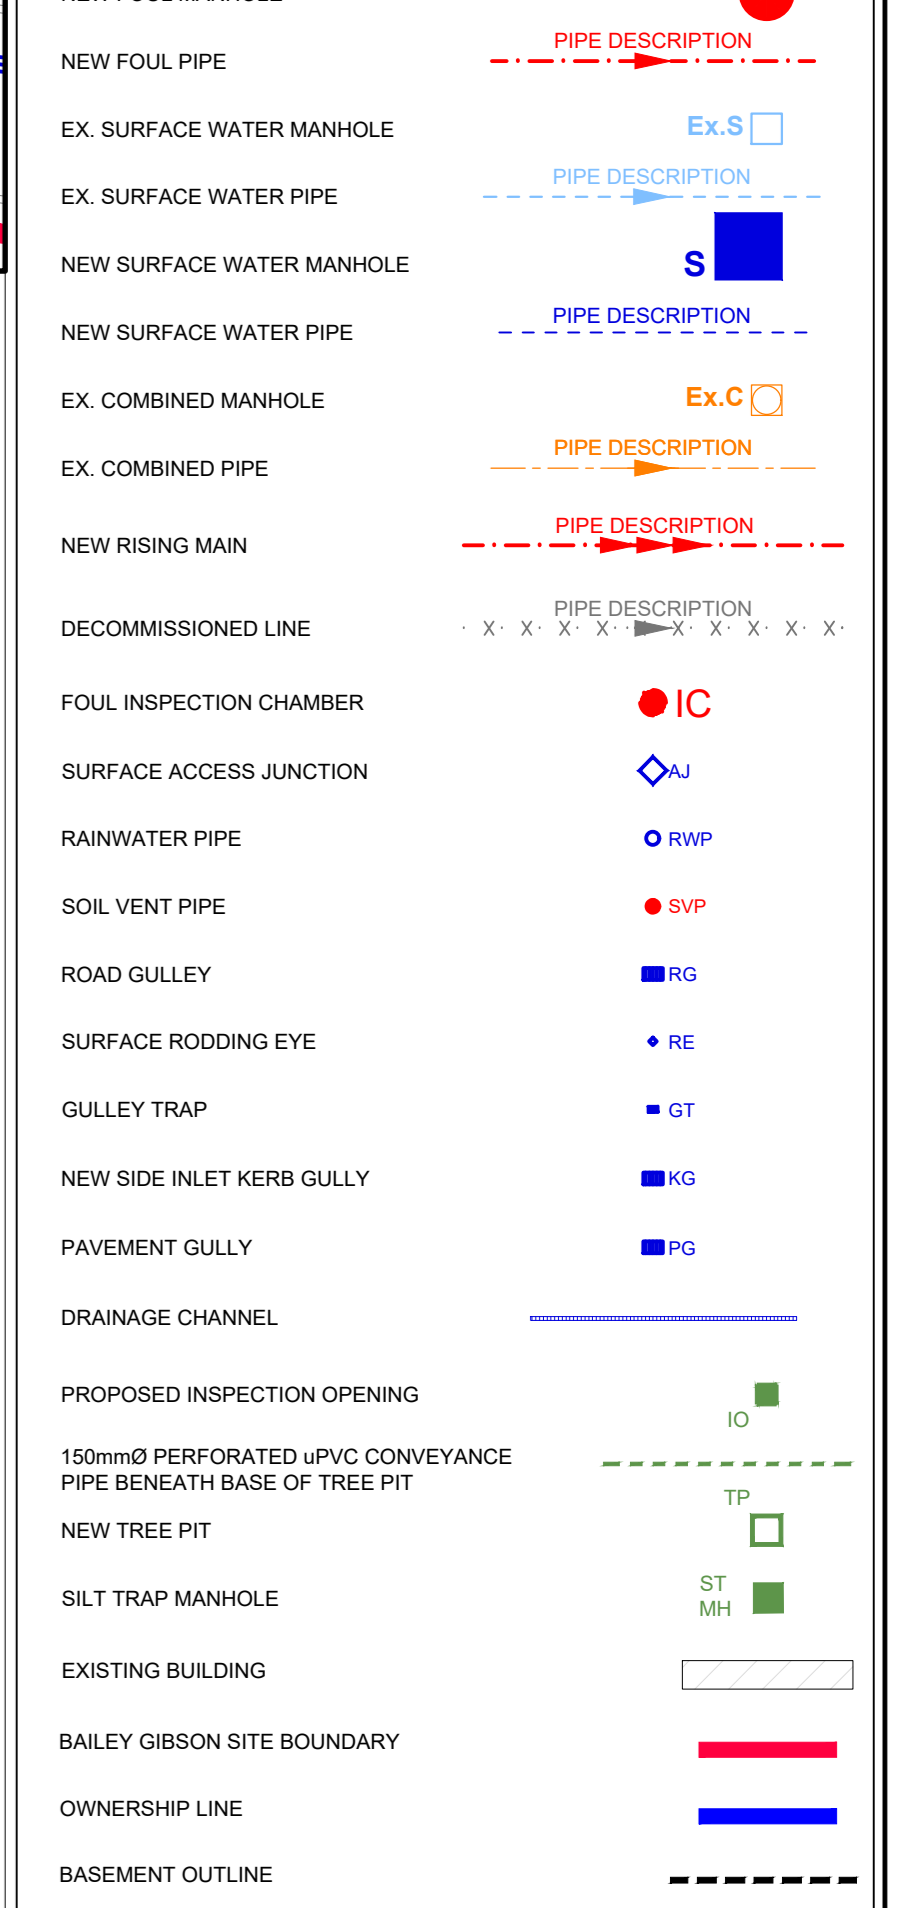 NEW FOUL MANHOLE
NEW FOUL PIPE PIPE DESCRIPTION
EX. SURFACE WATER MANHOLE Ex.S
EX. SURFACE WATER PIPE PIPE DESCRIPTION
NEW SURFACE WATER MANHOLE S
NEW SURFACE WATER PIPE PIPE DESCRIPTION
EX. COMBINED MANHOLE Ex.C
EX. COMBINED PIPE PIPE DESCRIPTION
NEW RISING MAIN PIPE DESCRIPTION
DECOMMISSIONED LINE PIPE DESCRIPTION
FOUL INSPECTION CHAMBER IC
SURFACE ACCESS JUNCTION AJ
RAINWATER PIPE RWP
SOIL VENT PIPE SVP
ROAD GULLEY RG
SURFACE RODDING EYE RE
GULLEY TRAP GT
NEW SIDE INLET KERB GULLY KG
PAVEMENT GULLY PG
DRAINAGE CHANNEL
PROPOSED INSPECTION OPENING IO
150mmØ PERFORATED uPVC CONVEYANCE
PIPE BENEATH BASE OF TREE PIT
NEW TREE PIT TP
SILT TRAP MANHOLE ST
MH
EXISTING BUILDING
BAILEY GIBSON SITE BOUNDARY
OWNERSHIP LINE
BASEMENT OUTLINE